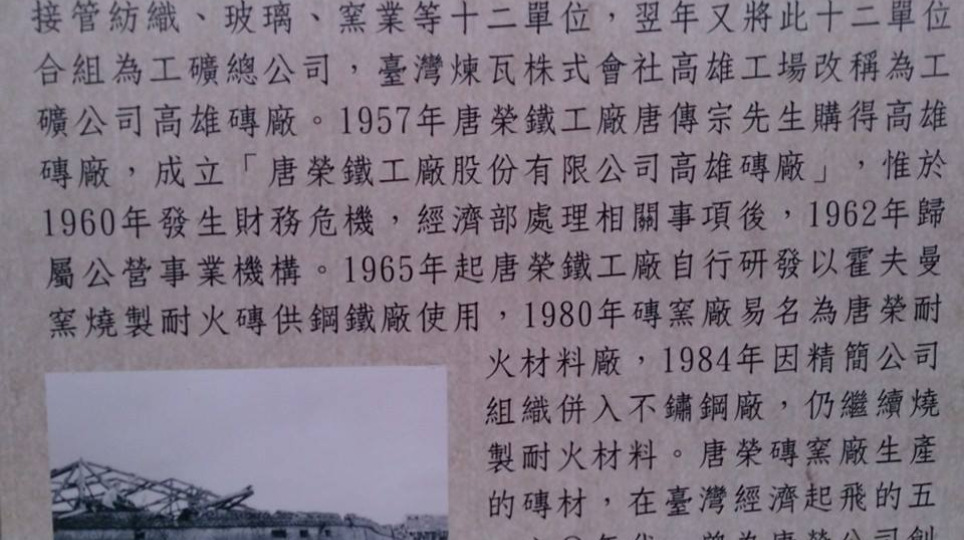 接管紡織、玻璃、窯業等十二單位，翌年又將此十二單位
合組為工礦總公司，臺灣煉瓦株式會社高雄工場改稱為工
礦公司高雄磚廠。1957年唐榮鐵工廠唐傳宗先生購得高雄
磚廠，成立「唐榮鐵工廠股份有限公司高雄磚廠」，惟於
1960年發生財務危機，經濟部處理相關事項後，1962年歸
屬公營事業機構。1965年起唐榮鐵工廠自行研發以霍夫曼
窯燒製耐火磚供鋼鐵廠使用，1980年磚窯廠易名為唐榮耐
火材料廠，1984年因精簡公司
組織併入不鏽鋼廠，仍繼續燒
製耐火材料。唐榮磚窯廠生產
的磚材，在臺灣經濟起飛的五
年代，曾為唐榮公司創